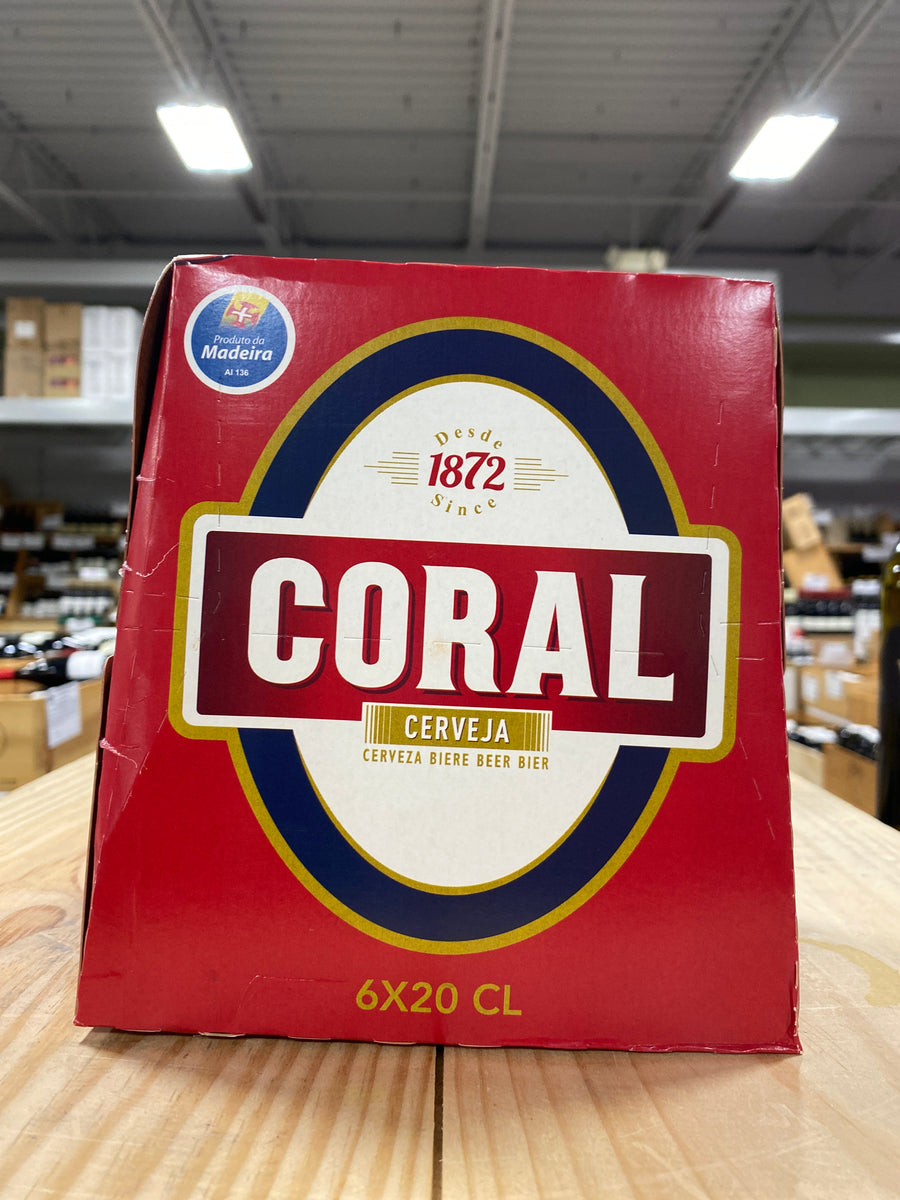 Produto da
Madeira
AI 136
Desde
1872
Since
CORAL
CERVEJA
CERVEZA BIERE BEER BIER
6X20 CL